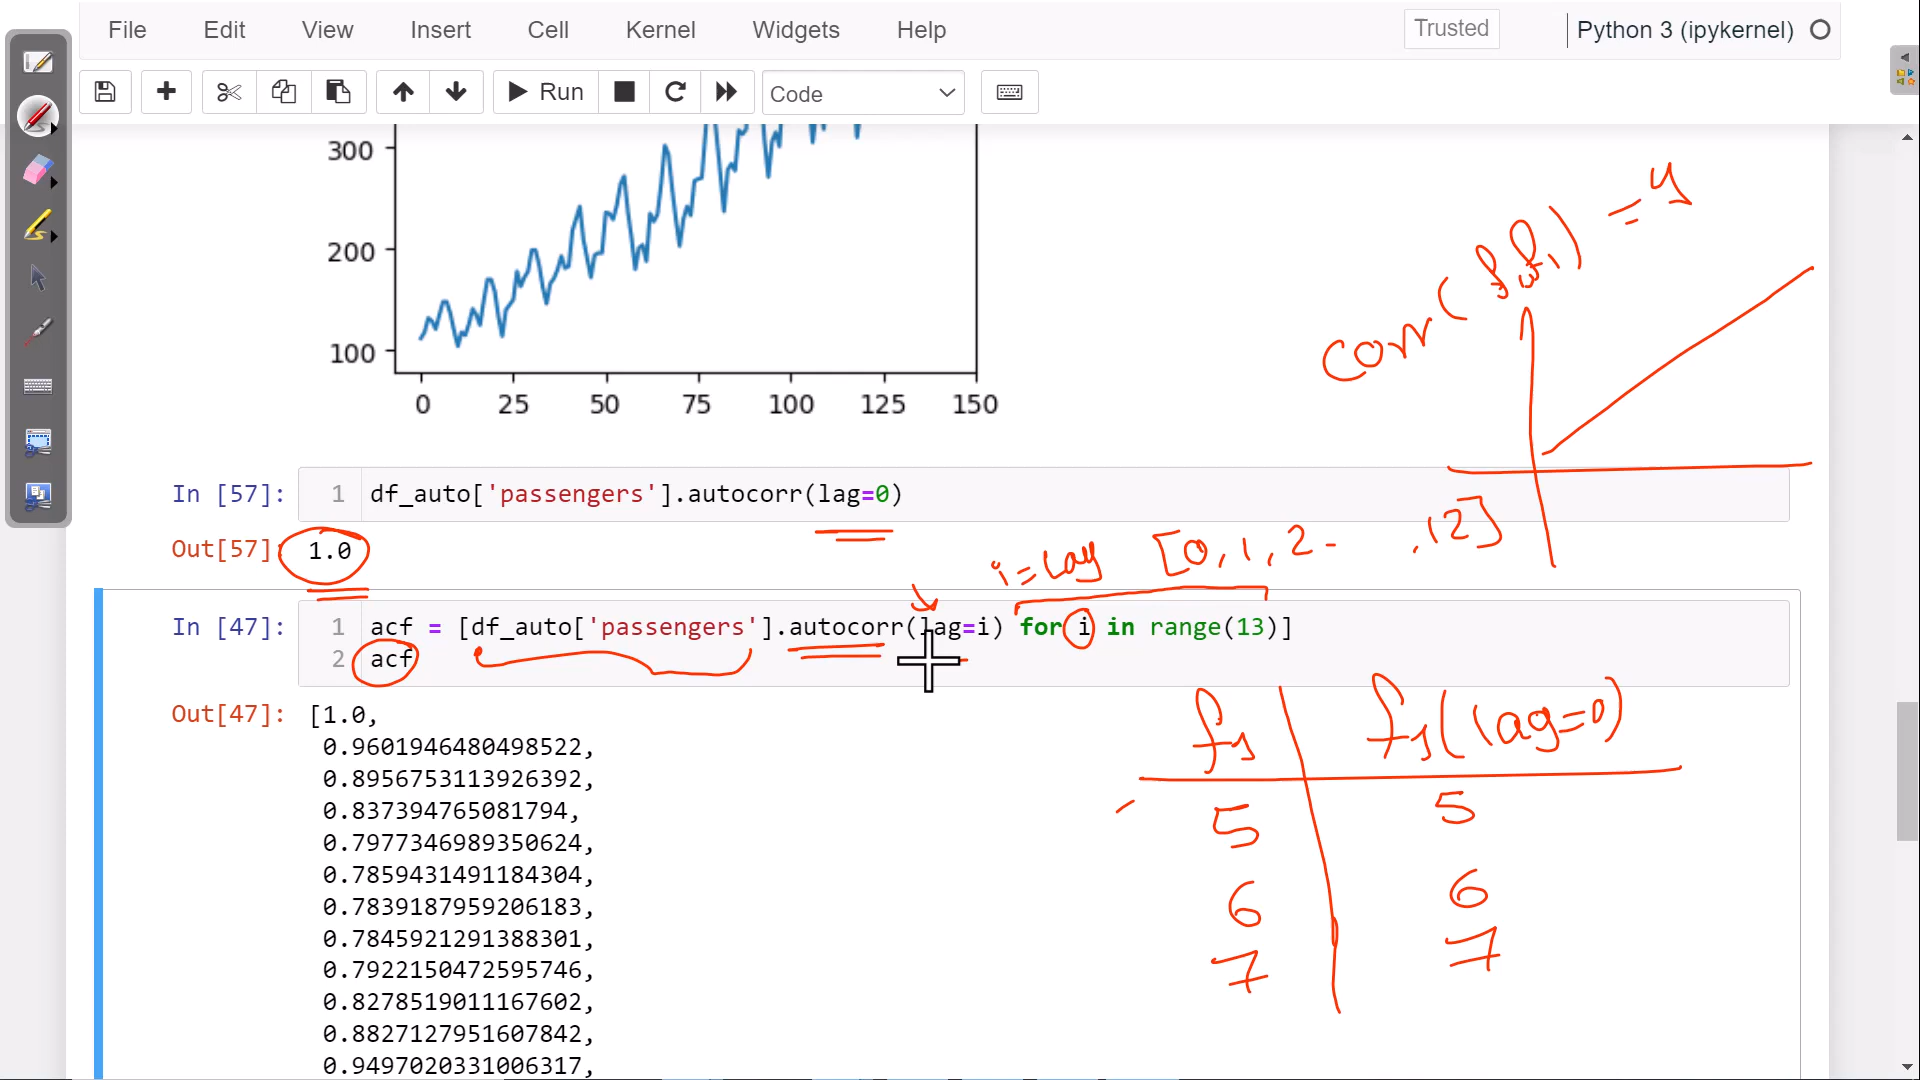 File Edit View Insert Cell Kernel Widgets Help Trusted Python 3 (ipykernel)
Run Code
300
200
100
0 25 50 75 100 125 150
corr(f1,f1) = 1
In [57]: 1 df_auto['passengers'].autocorr(lag=0)
Out[57]: 1.0
i=lag [0,1,2- .,12]
In [47]: 1 acf = [df_auto['passengers'].autocorr(lag=i) for i in range(13)]
2 acf
Out[47]: [1.0,
0.9601946480498522,
0.8956753113926392,
0.837394765081794,
0.7977346989350624,
0.7859431491184304,
0.7839187959206183,
0.7845921291388301,
0.7922150472595746,
0.8278519011167602,
0.8827127951607842,
0.9497020331006317,
f1 f1(lag=0)
5 5
6 6
7 7